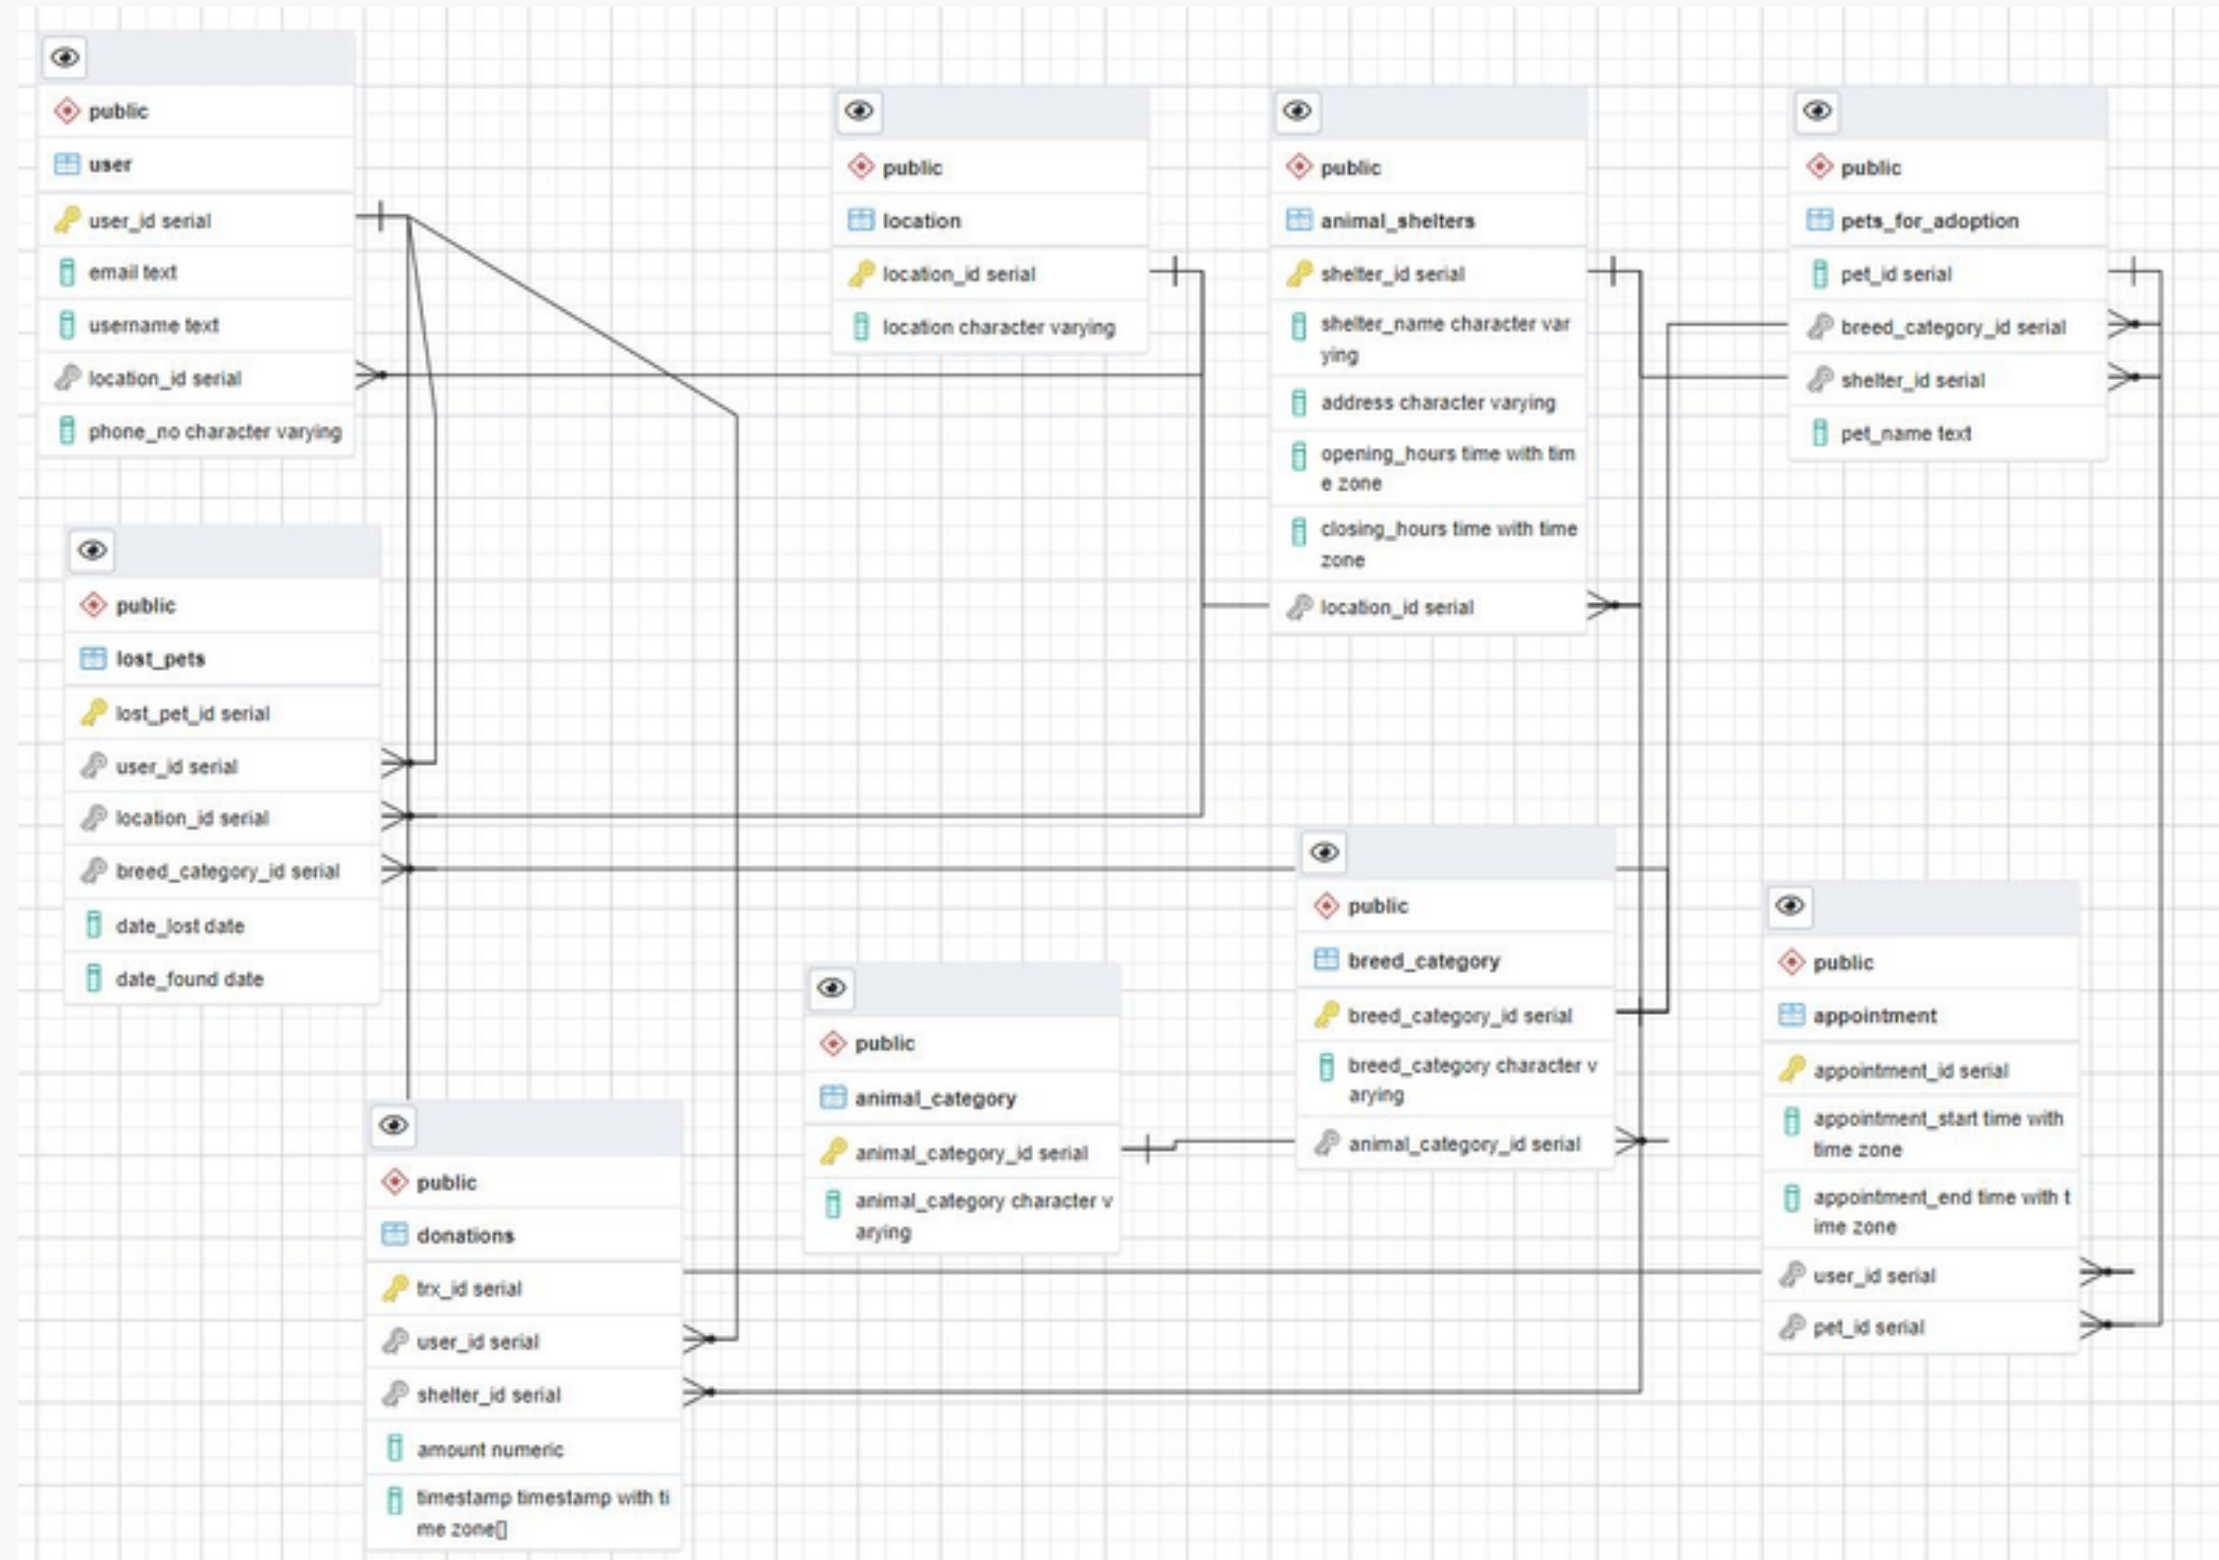 public
user
user_id serial
email text
username text
location_id serial
phone_no character varying
public
location
location_id serial
location character varying
public
animal_shelters
shelter_id serial
shelter_name character var
ying
address character varying
opening_hours time with tim
e zone
closing_hours time with time
zone
location_id serial
public
pets_for_adoption
pet_id serial
breed_category_id serial
shelter_id serial
pet_name text
public
lost_pets
lost_pet_id serial
user_id serial
location_id serial
breed_category_id serial
date_lost date
date_found date
public
breed_category
breed_category_id serial
breed_category character v
arying
animal_category_id serial
public
appointment
appointment_id serial
appointment_start time with
time zone
appointment_end time with t
ime zone
user_id serial
pet_id serial
public
animal_category
animal_category_id serial
animal_category character v
arying
public
donations
trx_id serial
user_id serial
shelter_id serial
amount numeric
timestamp timestamp with ti
me zone[]